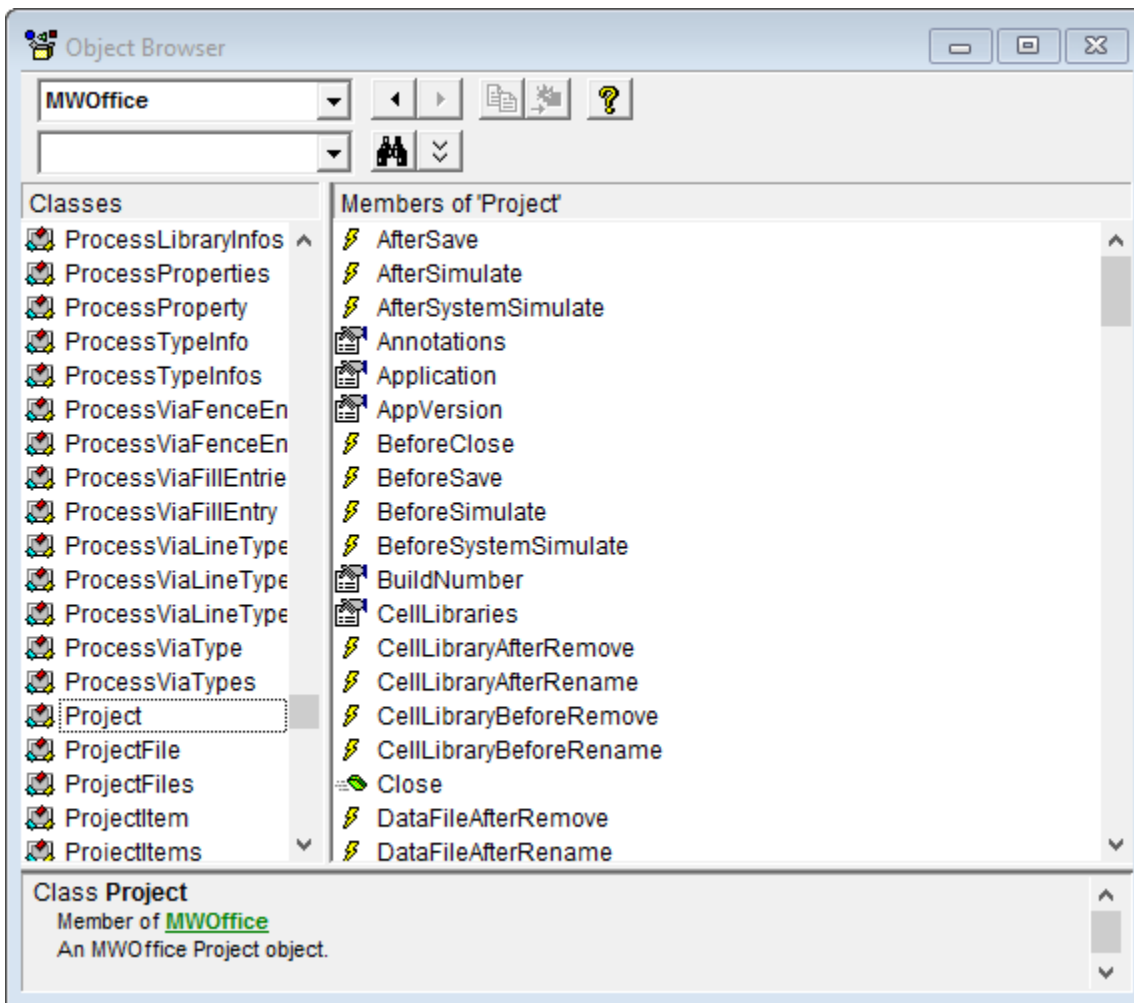 Object Browser
MWOffice
Classes
Members of 'Project'
ProcessLibraryInfos
ProcessProperties
ProcessProperty
ProcessTypeInfo
ProcessTypeInfos
ProcessViaFenceEn
ProcessViaFenceEn
ProcessViaFillEntrie
ProcessViaFillEntry
ProcessViaLineType
ProcessViaLineType
ProcessViaLineType
ProcessViaType
ProcessViaTypes
Project
ProjectFile
ProjectFiles
ProjectItem
ProjectItems
AfterSave
AfterSimulate
AfterSystemSimulate
Annotations
Application
AppVersion
BeforeClose
BeforeSave
BeforeSimulate
BeforeSystemSimulate
BuildNumber
CellLibraries
CellLibraryAfterRemove
CellLibraryAfterRename
CellLibraryBeforeRemove
CellLibraryBeforeRename
Close
DataFileAfterRemove
DataFileAfterRename
Class Project
Member of MWOffice
An MWOffice Project object.